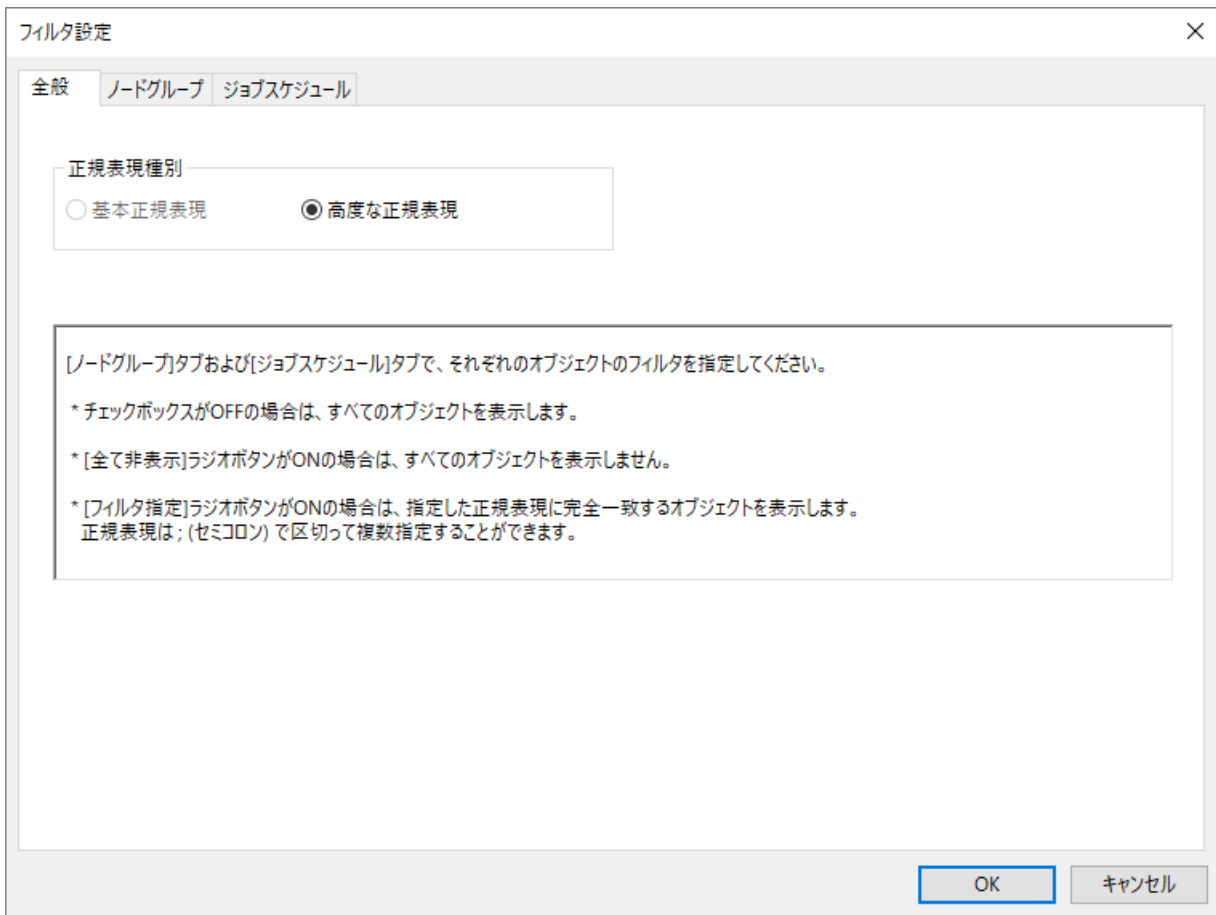 フィルタ設定
全般 ノードグループ ジョブスケジュール
正規表現種別
基本正規表現 高度な正規表現
[ノードグループ]タブおよび[ジョブスケジュール]タブで、それぞれのオブジェクトのフィルタを指定してください。
* チェックボックスがOFFの場合は、すべてのオブジェクトを表示します。
* [全て非表示]ラジオボタンがONの場合は、すべてのオブジェクトを表示しません。
* [フィルタ指定]ラジオボタンがONの場合は、指定した正規表現に完全一致するオブジェクトを表示します。
正規表現は ; (セミコロン) で区切って複数指定することができます。
OK キャンセル